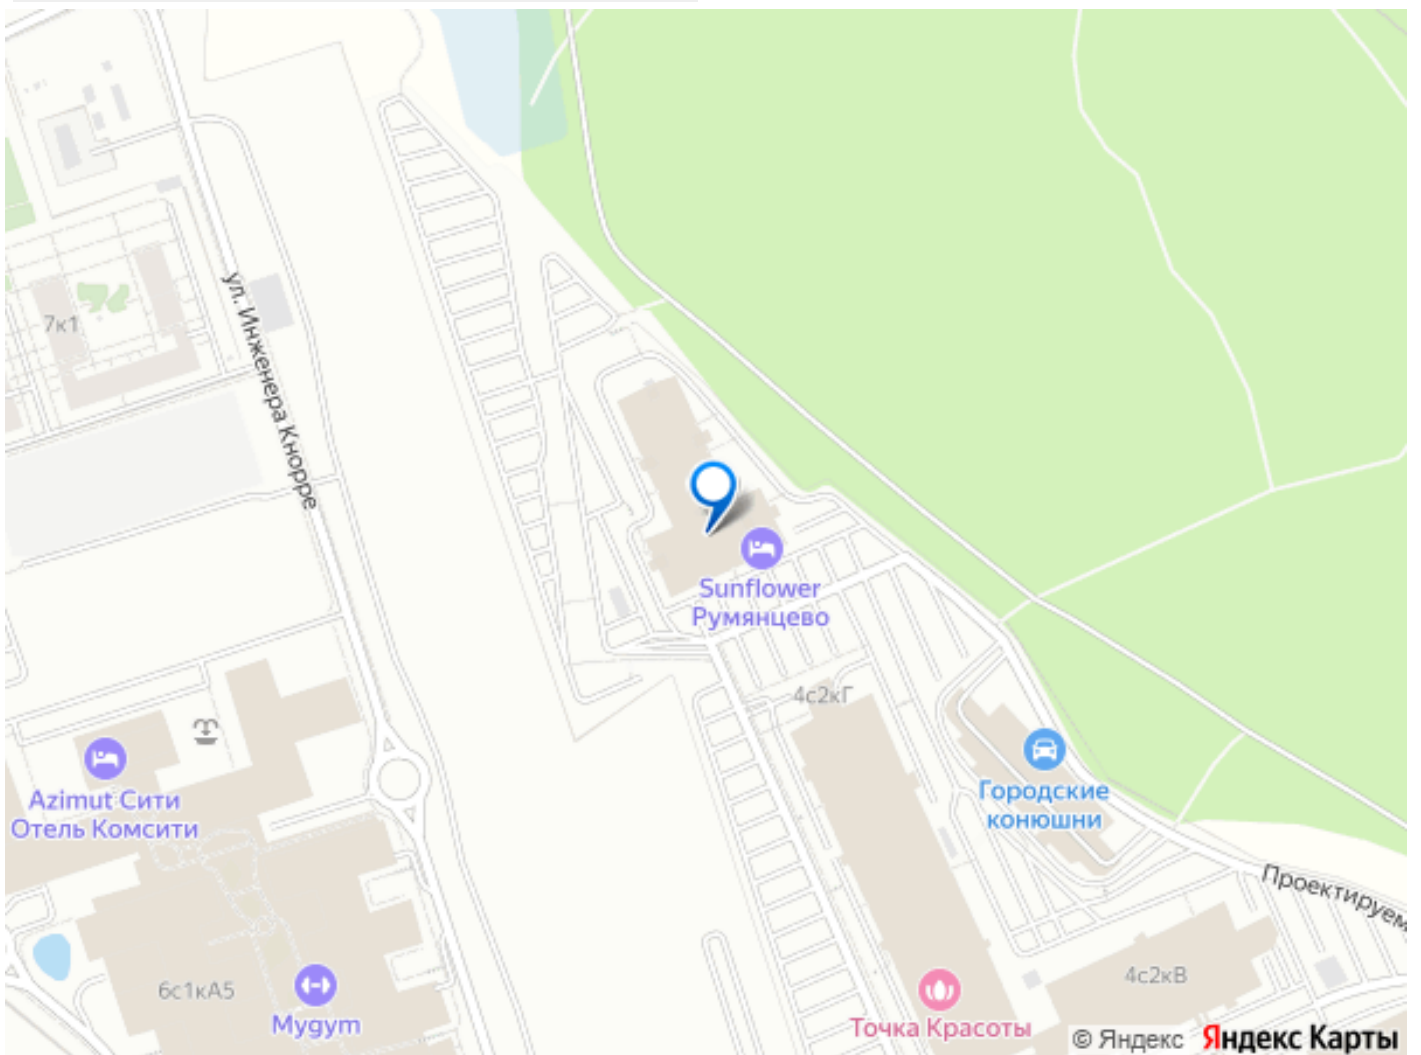 7к1
ул. Инженера Кнорре
Sunflower
Румянцево
4с2кГ
Azimut Сити
Отель Комсити
Городские
конюшни
Проектируем
6с1кА5
Mygym
4с2кВ
Точка Красоты
© Яндекс Яндекс Карты